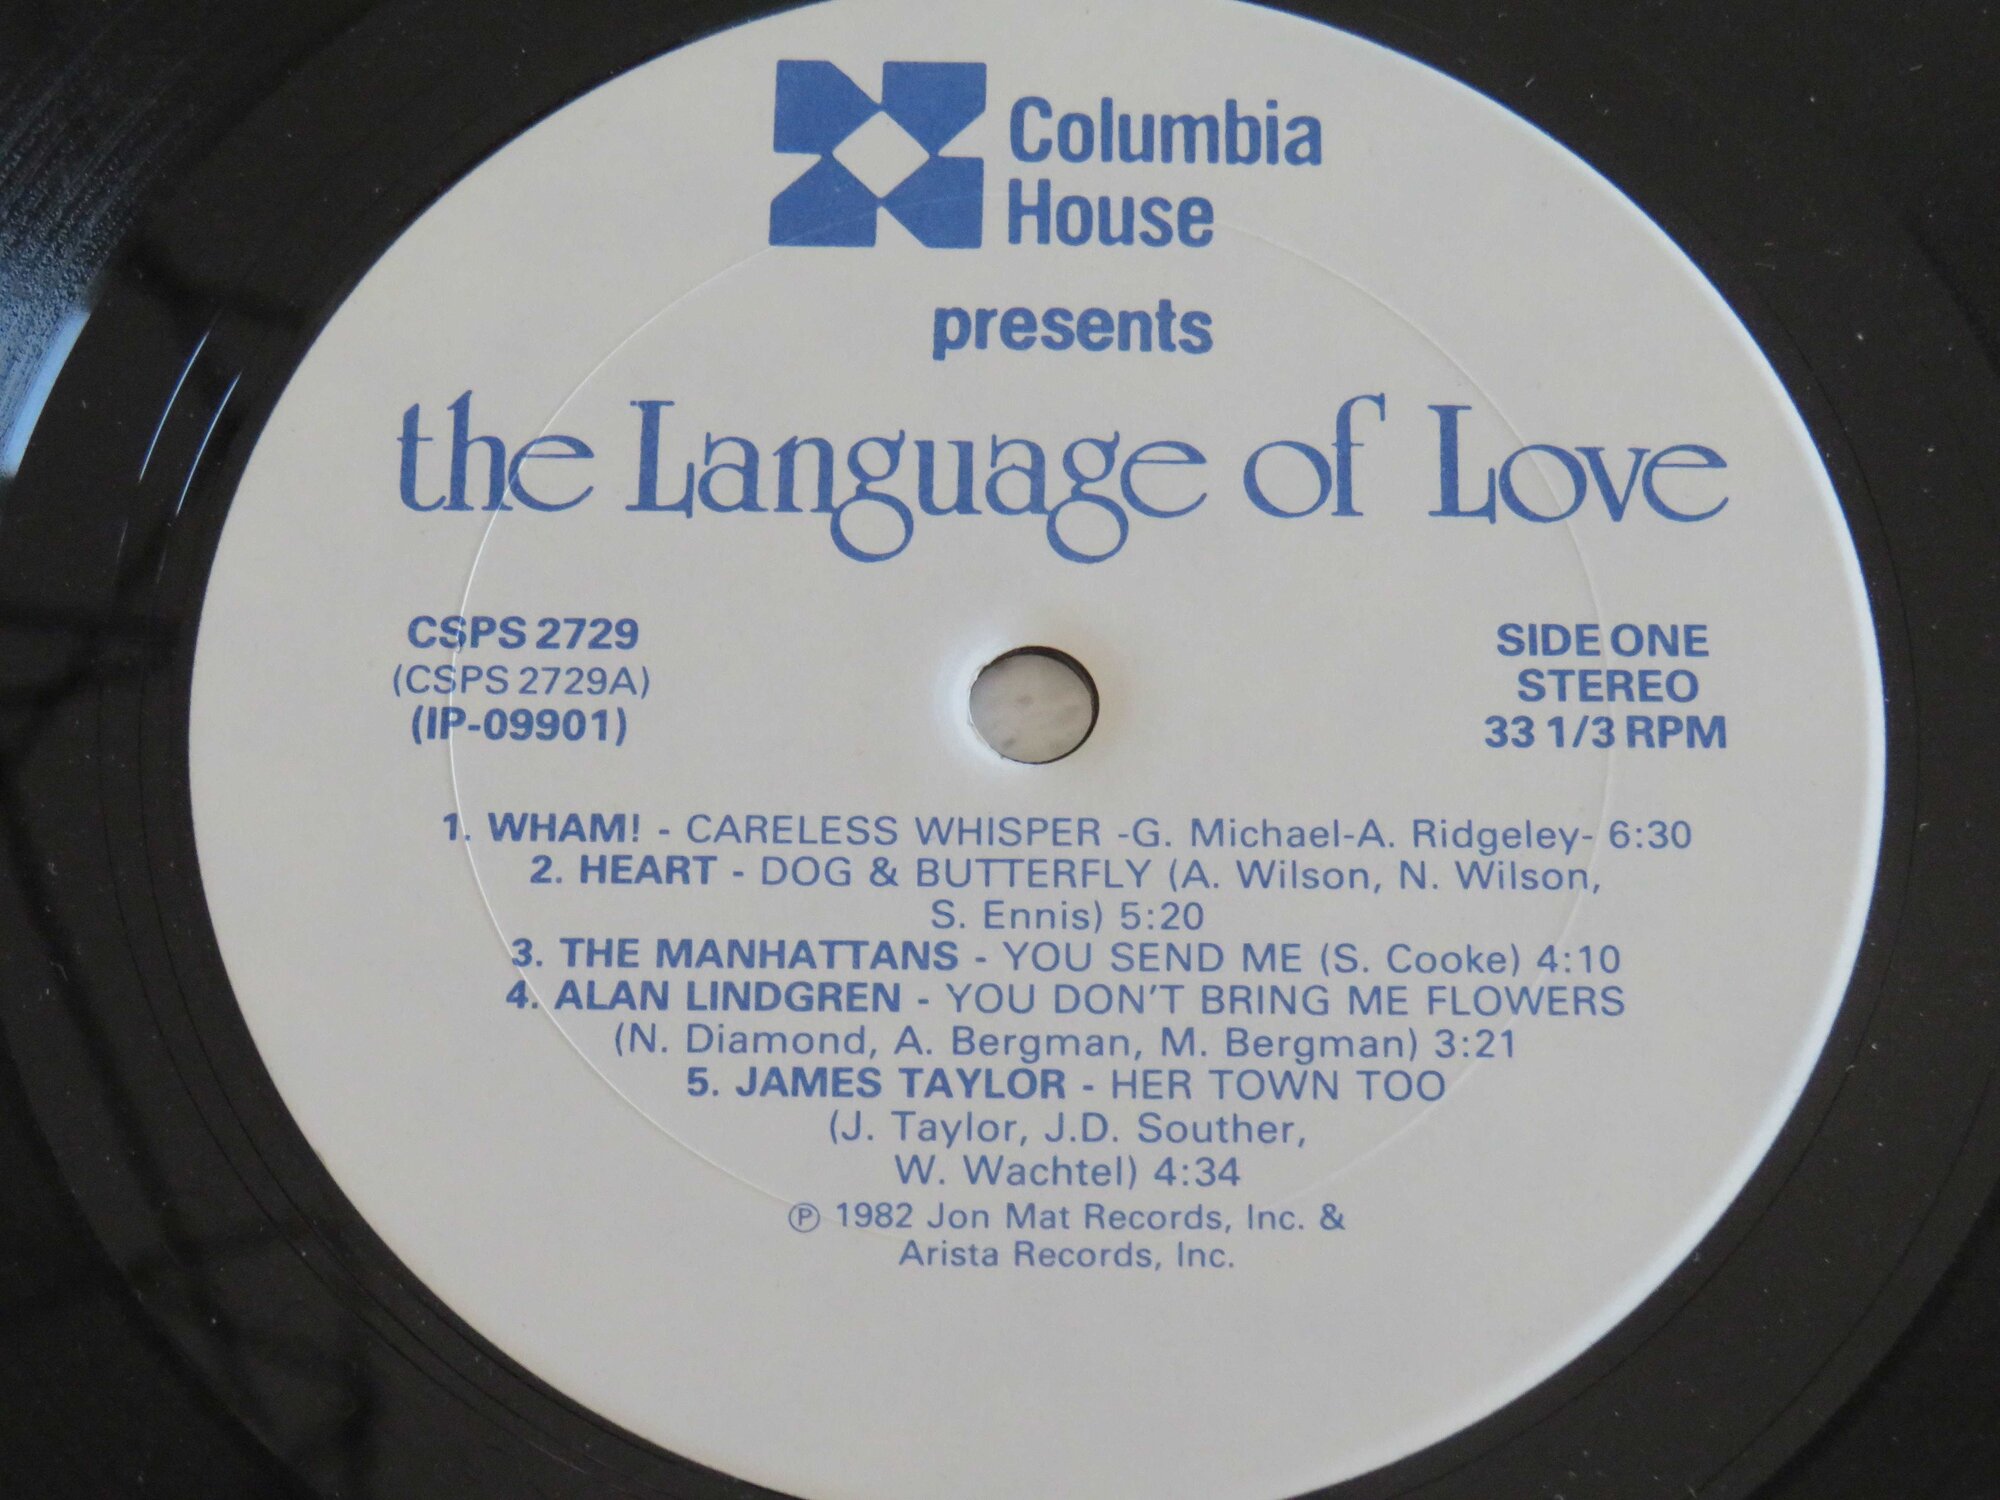 Columbia
House
presents
the Language of Love
CSPS 2729
(CSPS 2729A)
(IP-09901)
SIDE ONE
STEREO
33 1/3 RPM
1. WHAM! - CARELESS WHISPER -G. Michael-A. Ridgeley- 6:30
2. HEART - DOG & BUTTERFLY (A. Wilson, N. Wilson,
S. Ennis) 5:20
3. THE MANHATTANS - YOU SEND ME (S. Cooke) 4:10
4. ALAN LINDGREN - YOU DON'T BRING ME FLOWERS
(N. Diamond, A. Bergman, M. Bergman) 3:21
5. JAMES TAYLOR - HER TOWN TOO
(J. Taylor, J.D. Souther,
W. Wachtel) 4:34
℗ 1982 Jon Mat Records, Inc. &
Arista Records, Inc.